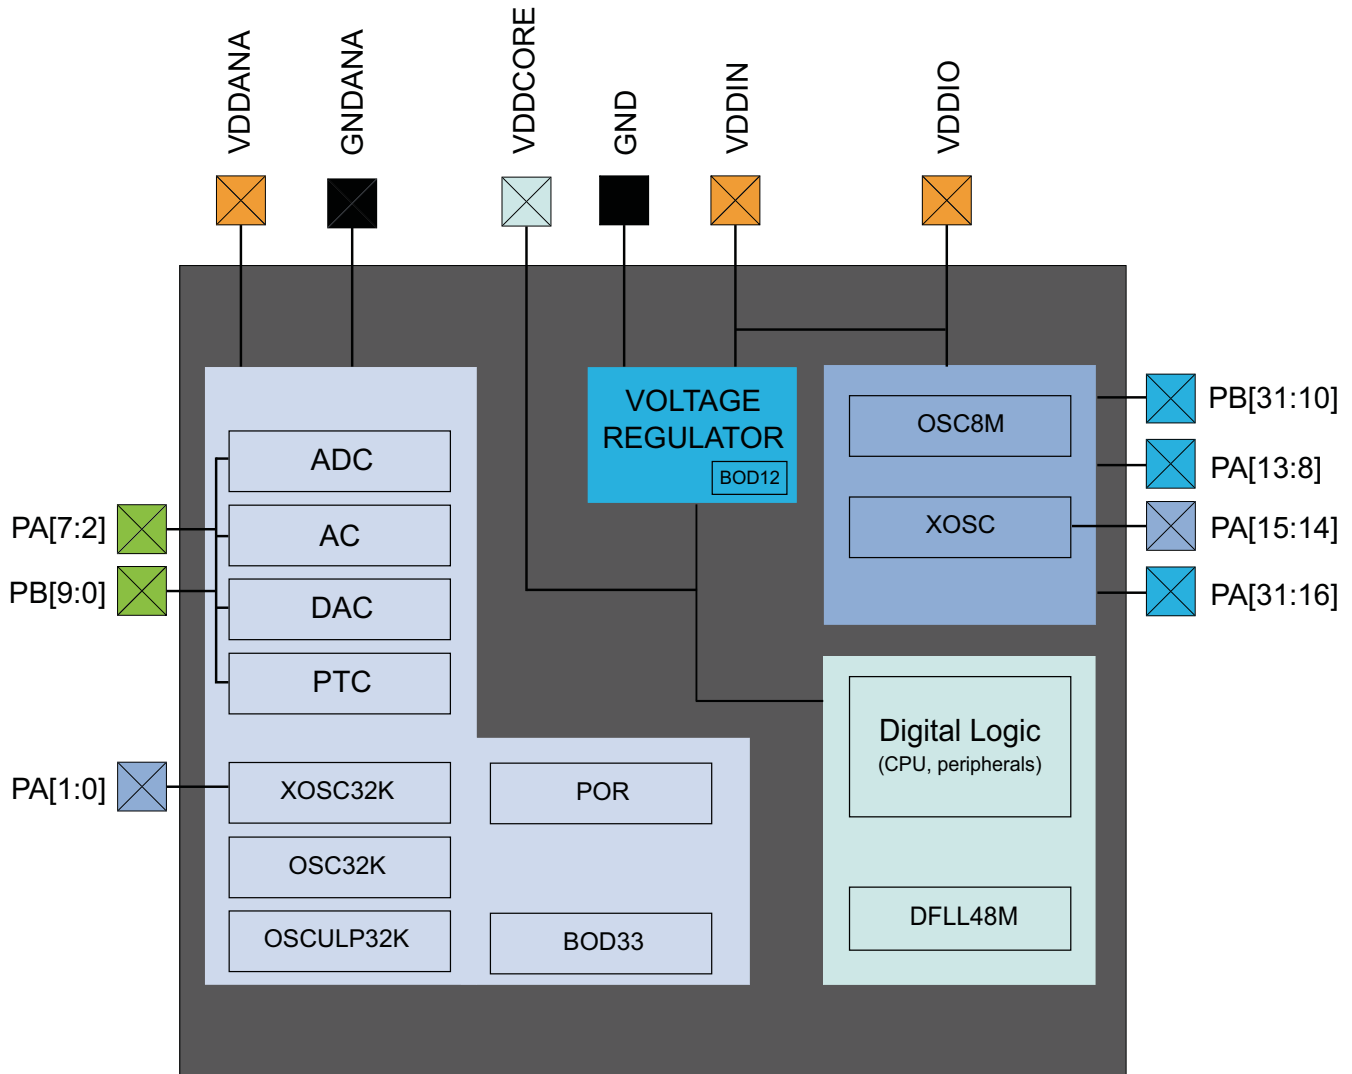 VDDANA
GNDANA
VDDCORE
GND
VDDIN
VDDIO
VOLTAGE
REGULATOR
BOD12
OSC8M
XOSC
PB[31:10]
PA[13:8]
PA[15:14]
PA[31:16]
ADC
AC
DAC
PTC
PA[7:2]
PB[9:0]
PA[1:0]
XOSC32K
OSC32K
OSCULP32K
POR
BOD33
Digital Logic
(CPU, peripherals)
DFLL48M